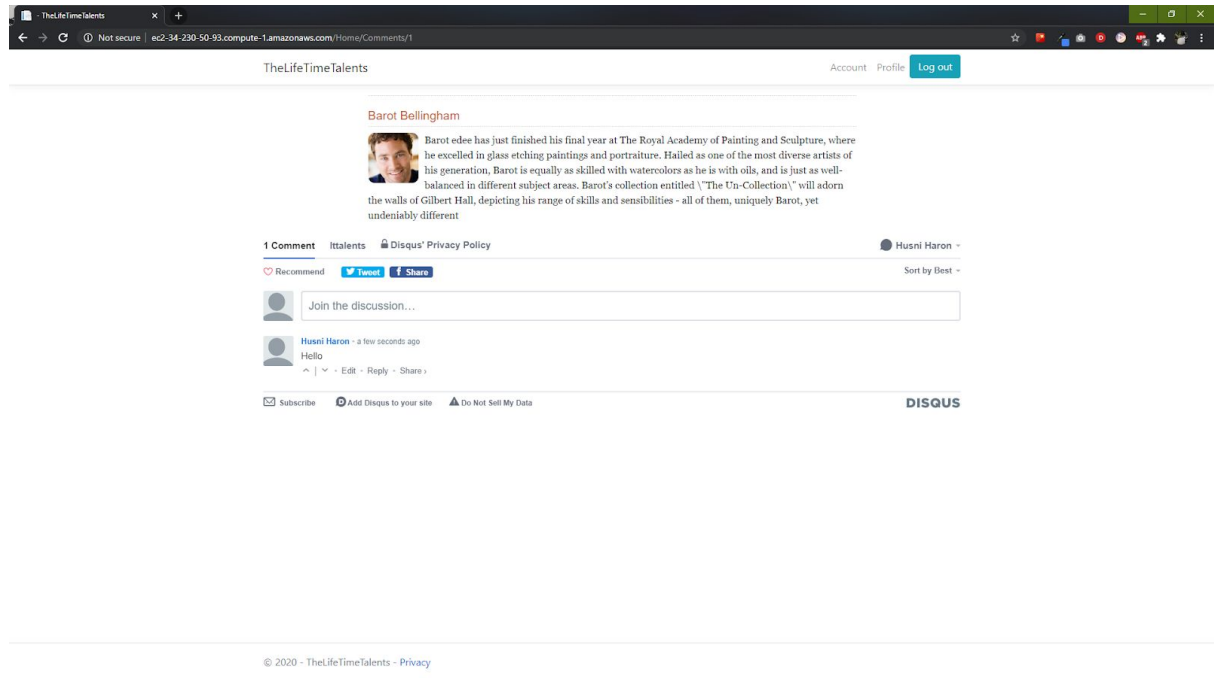 - TheLifeTimeTalents
Not secure | ec2-34-230-50-93.compute-1.amazonaws.com/Home/Comments/1
TheLifeTimeTalents Account Profile Log out
Barot Bellingham
Barot edee has just finished his final year at The Royal Academy of Painting and Sculpture, where
he excelled in glass etching paintings and portraiture. Hailed as one of the most diverse artists of
his generation, Barot is equally as skilled with watercolors as he is with oils, and is just as well-
balanced in different subject areas. Barot's collection entitled \"The Un-Collection\" will adorn
the walls of Gilbert Hall, depicting his range of skills and sensibilities - all of them, uniquely Barot, yet
undeniably different
1 Comment lttalents Disqus' Privacy Policy Husni Haron
Recommend Tweet Share Sort by Best
Join the discussion...
Husni Haron - a few seconds ago
Hello
Edit - Reply - Share ›
Subscribe Add Disqus to your site Do Not Sell My Data DISQUS
© 2020 - TheLifeTimeTalents - Privacy